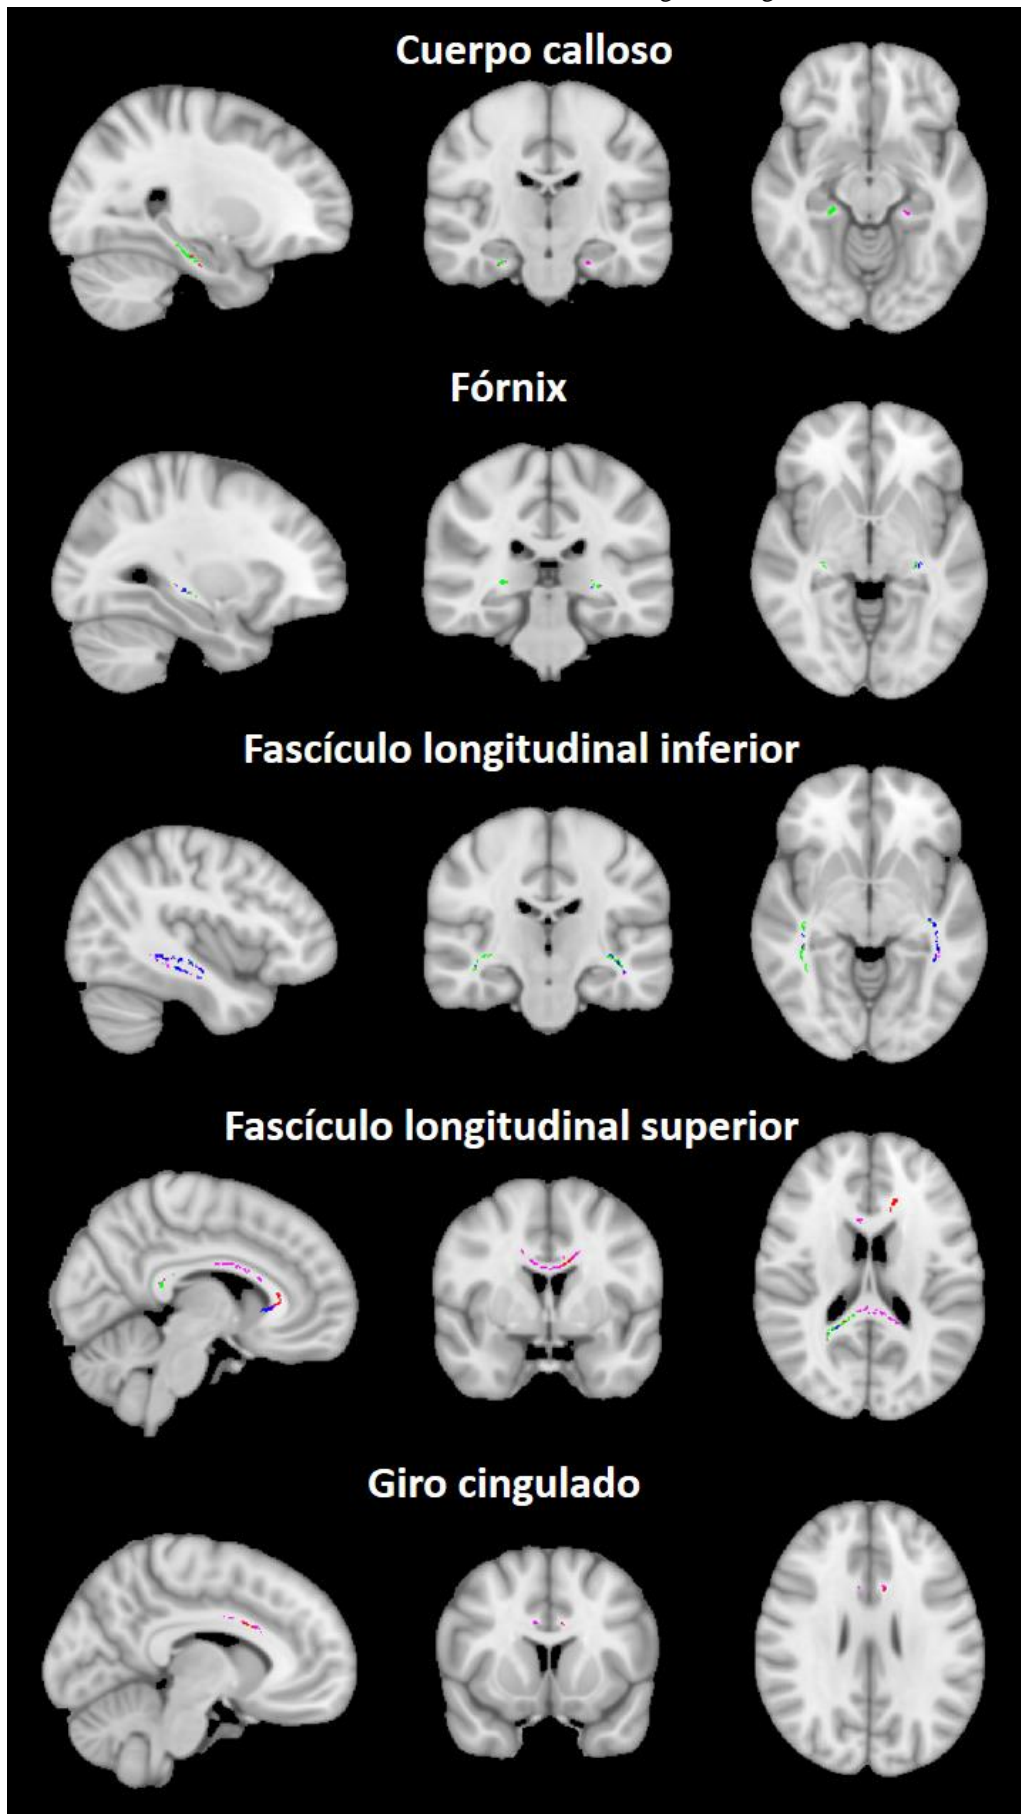 Cuerpo calloso
Fórnix
Fascículo longitudinal inferior
Fascículo longitudinal superior
Giro cingulado